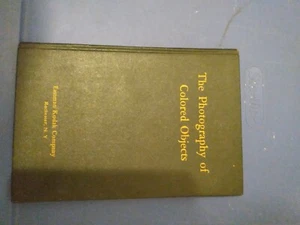 The Photography of
Colored Objects
Eastman Kodak Company
Rochester, N. Y.